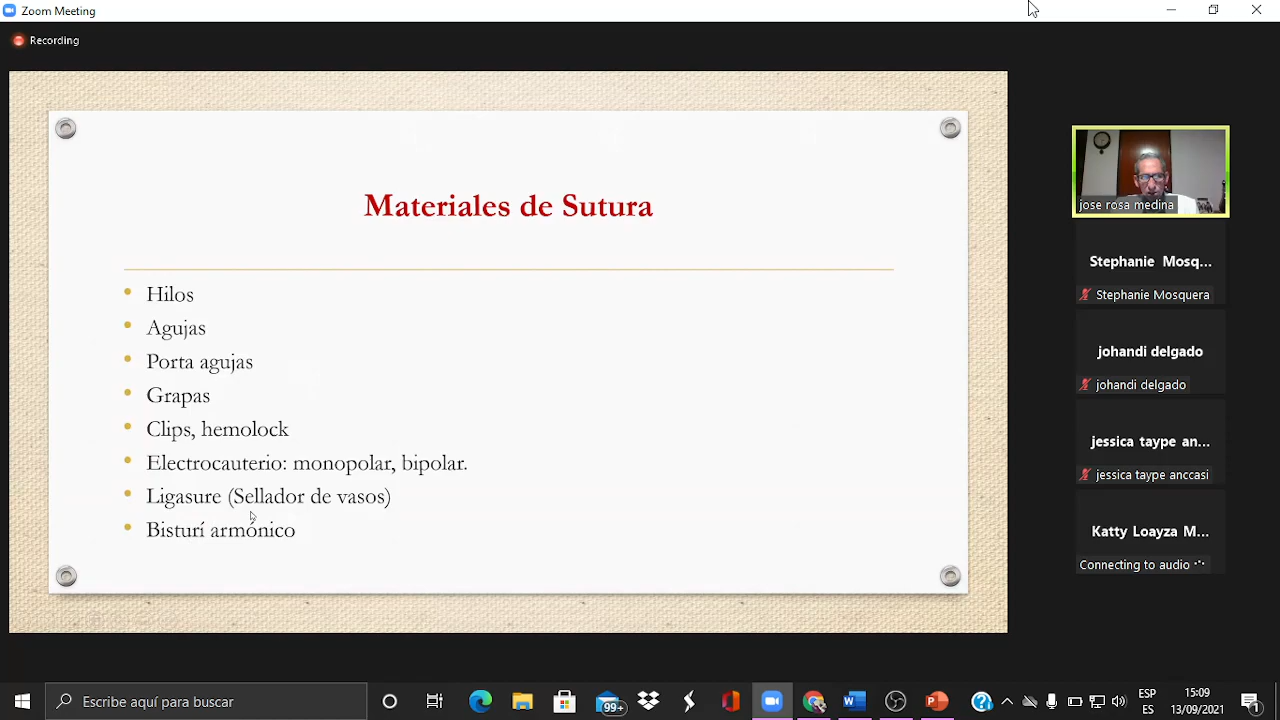 Zoom Meeting
Recording
Materiales de Sutura
Hilos
Agujas
Porta agujas
Grapas
Clips, hemolock
Electrocauterio: monopolar, bipolar.
Ligasure (Sellador de vasos)
Bisturí armónico
jose rosa medina
Stephanie Mosq...
Stephanie Mosquera
johandi delgado
johandi delgado
jessica taype an...
jessica taype anccasi
Katty Loayza M...
Connecting to audio
Escribe aquí para buscar
99+
ESP
ES
15:09
13/09/2021
1